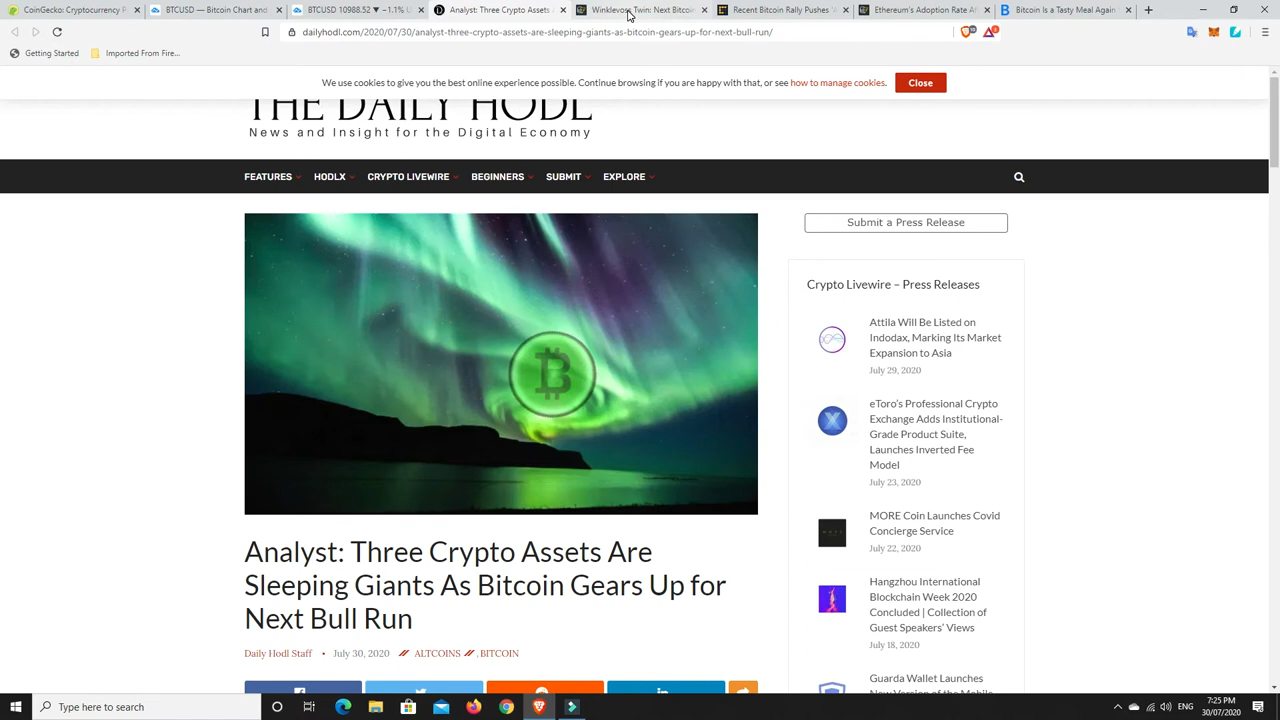 CoinGecko: Cryptocurrency P
BTCUSD — Bitcoin Chart and
BTCUSD 10988.52 ▼ −1.1% U
Analyst: Three Crypto Assets
Winklevoss Twin: Next Bitcoin
Recent Bitcoin Rally Pushes
Ethereum's Adoption Rate
Bitcoin Is a Tasty Meal Again
dailyhodl.com/2020/07/30/analyst-three-crypto-assets-are-sleeping-giants-as-bitcoin-gears-up-for-next-bull-run/
Getting Started
Imported From Fire...
We use cookies to give you the best online experience possible. Continue browsing if you are happy with that, or see how to manage cookies.
Close
THE DAILY HODL
News and Insight for the Digital Economy
FEATURES HODLX CRYPTO LIVEWIRE BEGINNERS SUBMIT EXPLORE
Submit a Press Release
Crypto Livewire – Press Releases
Attila Will Be Listed on
Indodax, Marking Its Market
Expansion to Asia
July 29, 2020
eToro's Professional Crypto
Exchange Adds Institutional-
Grade Product Suite,
Launches Inverted Fee
Model
July 23, 2020
MORE Coin Launches Covid
Concierge Service
July 22, 2020
Hangzhou International
Blockchain Week 2020
Concluded | Collection of
Guest Speakers' Views
July 18, 2020
Guarda Wallet Launches
New Version of the Mobile
Analyst: Three Crypto Assets Are
Sleeping Giants As Bitcoin Gears Up for
Next Bull Run
Daily Hodl Staff • July 30, 2020 ALTCOINS , BITCOIN
Type here to search
ENG
7:25 PM
30/07/2020